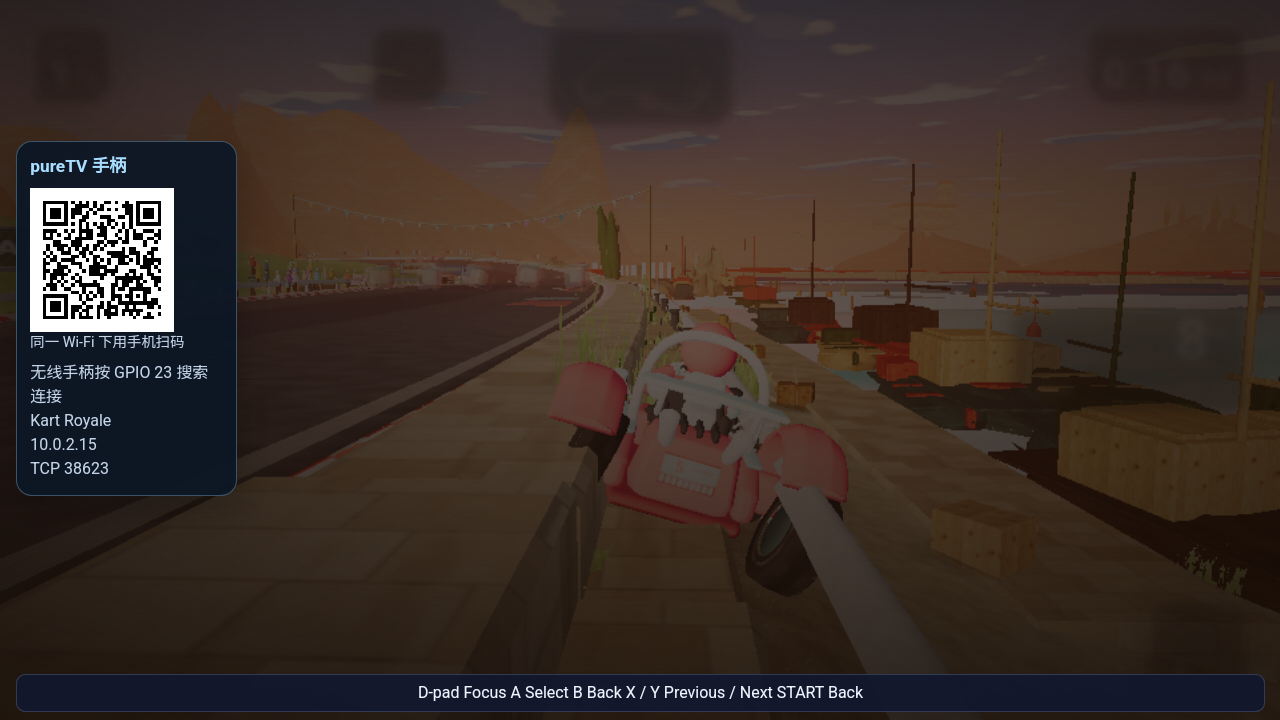 pureTV 手柄
同一 Wi-Fi 下用手机扫码
无线手柄按 GPIO 23 搜索
连接
Kart Royale
10.0.2.15
TCP 38623
D-pad Focus A Select B Back X / Y Previous / Next START Back